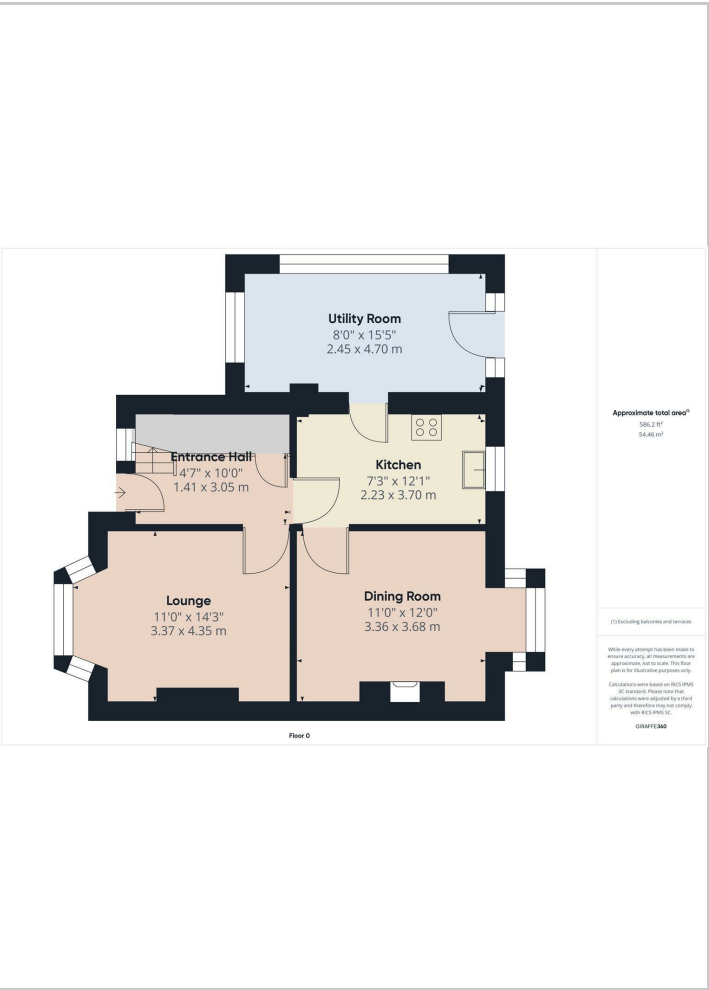 Utility Room
8'0" x 15'5"
2.45 x 4.70 m
Entrance Hall
4'7" x 10'0"
1.41 x 3.05 m
Kitchen
7'3" x 12'1"
2.23 x 3.70 m
Lounge
11'0" x 14'3"
3.37 x 4.35 m
Dining Room
11'0" x 12'0"
3.36 x 3.68 m
Floor 0
Approximate total area⁽¹⁾
586.2 ft²
54.46 m²
(1) Excluding balconies and terraces
While every attempt has been made to
ensure accuracy, all measurements are
approximate, not to scale. This floor
plan is for illustrative purposes only.
Calculations were based on RICS IPMS
3C standard. Please note that
calculations were adjusted by a third
party and therefore may not comply
with RICS IPMS 3C.
GIRAFFE360